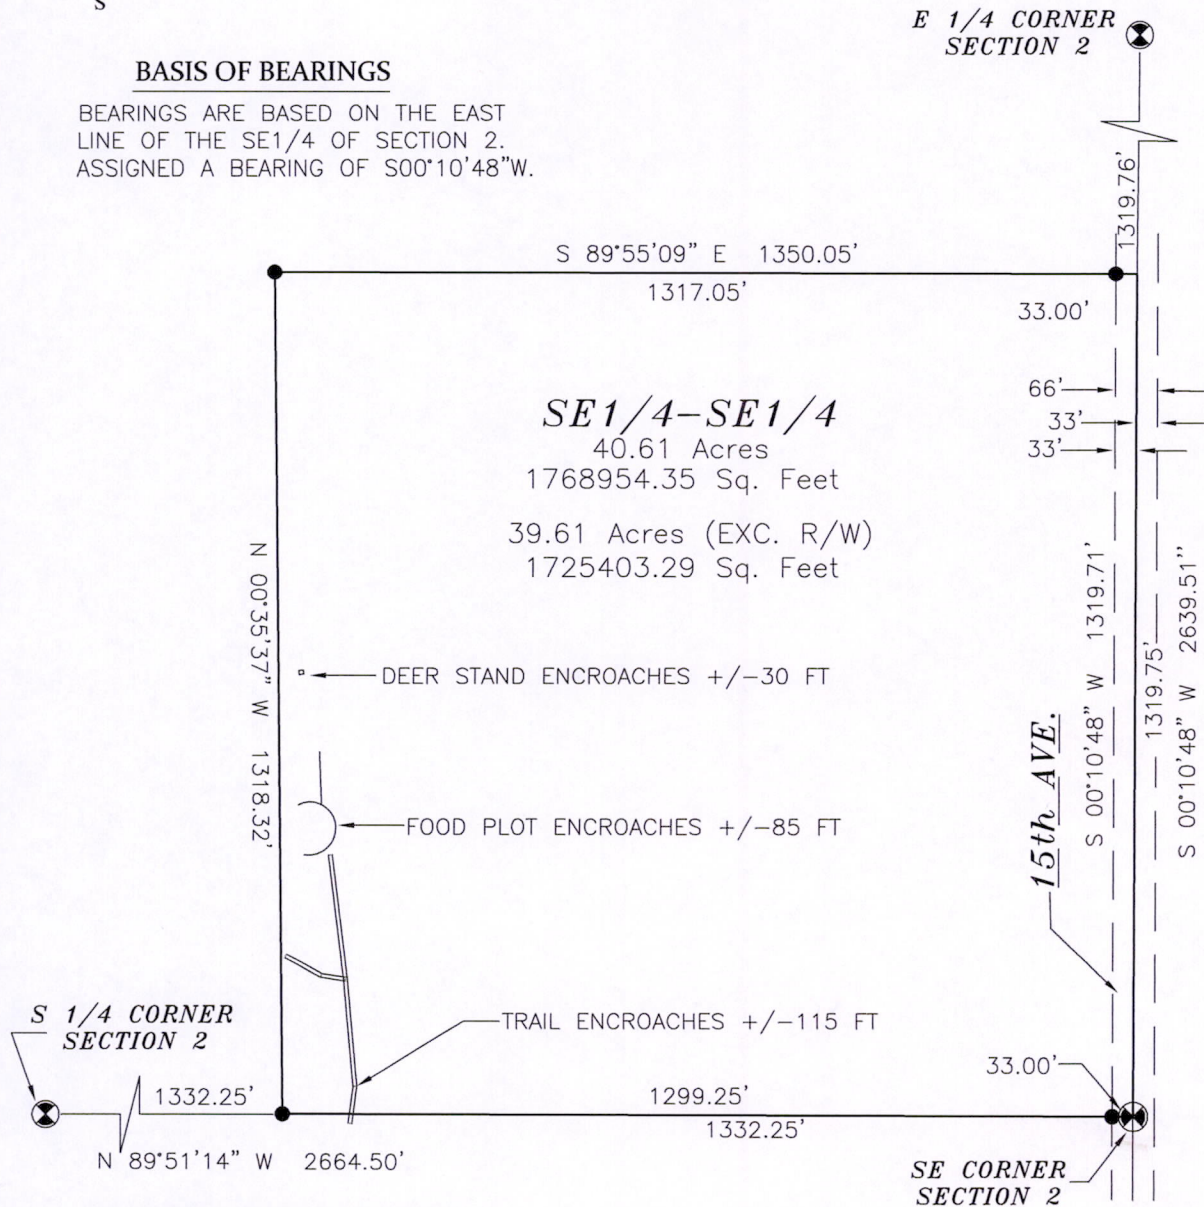 S
E 1/4 CORNER
SECTION 2
BASIS OF BEARINGS
BEARINGS ARE BASED ON THE EAST
LINE OF THE SE1/4 OF SECTION 2.
ASSIGNED A BEARING OF S00°10'48"W.
1319.76'
S 89°55'09" E 1350.05'
1317.05'
33.00'
66'
33'
33'
SE1/4-SE1/4
40.61 Acres
1768954.35 Sq. Feet
39.61 Acres (EXC. R/W)
1725403.29 Sq. Feet
N 00°35'37" W 1318.32'
S 00°10'48" W 1319.71'
1319.75'
S 00°10'48" W 2639.51"
DEER STAND ENCROACHES +/-30 FT
15th AVE.
FOOD PLOT ENCROACHES +/-85 FT
TRAIL ENCROACHES +/-115 FT
S 1/4 CORNER
SECTION 2
1332.25'
N 89°51'14" W 2664.50'
1299.25'
1332.25'
33.00'
SE CORNER
SECTION 2